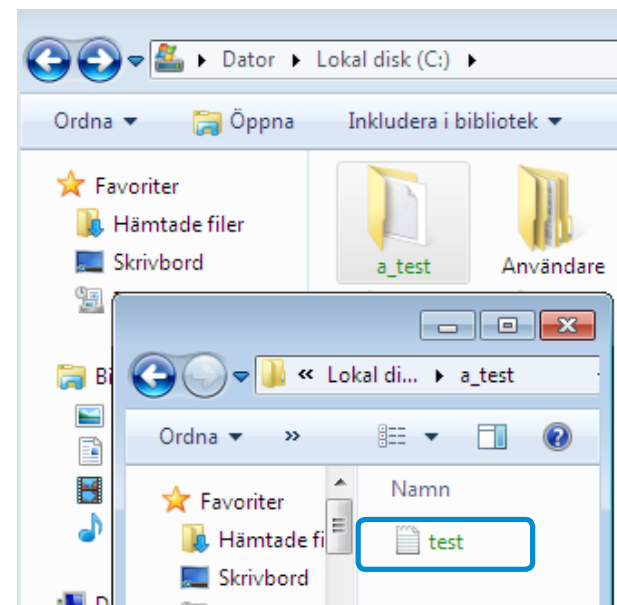 Dator Lokal disk (C:)
Ordna Öppna Inkludera i bibliotek
Favoriter
Hämtade filer
Skrivbord
a_test Användare
Bi
« Lokal di... a_test
Ordna »
Namn
Favoriter
Hämtade fi
test
Skrivbord